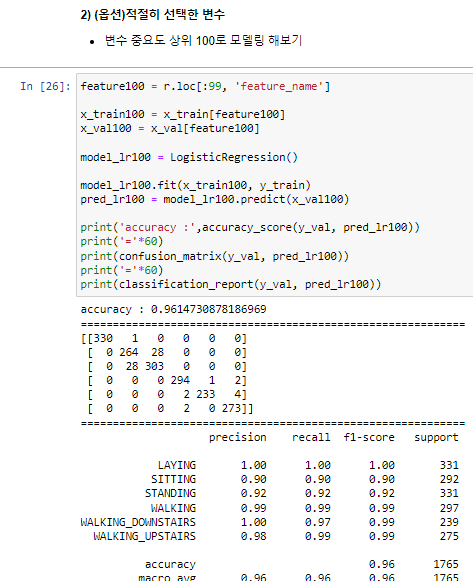 2) (옵션)적절히 선택한 변수
• 변수 중요도 상위 100로 모델링 해보기
In [26]: feature100 = r.loc[:99, 'feature_name']
x_train100 = x_train[feature100]
x_val100 = x_val[feature100]
model_lr100 = LogisticRegression()
model_lr100.fit(x_train100, y_train)
pred_lr100 = model_lr100.predict(x_val100)
print('accuracy :',accuracy_score(y_val, pred_lr100))
print('='*60)
print(confusion_matrix(y_val, pred_lr100))
print('='*60)
print(classification_report(y_val, pred_lr100))
accuracy : 0.9614730878186969
============================================================
[[330 1 0 0 0 0]
[ 0 264 28 0 0 0]
[ 0 28 303 0 0 0]
[ 0 0 0 294 1 2]
[ 0 0 0 2 233 4]
[ 0 0 0 2 0 273]]
============================================================
precision recall f1-score support
LAYING 1.00 1.00 1.00 331
SITTING 0.90 0.90 0.90 292
STANDING 0.92 0.92 0.92 331
WALKING 0.99 0.99 0.99 297
WALKING_DOWNSTAIRS 1.00 0.97 0.99 239
WALKING_UPSTAIRS 0.98 0.99 0.99 275
accuracy 0.96 1765
macro avg 0.96 0.96 0.96 1765